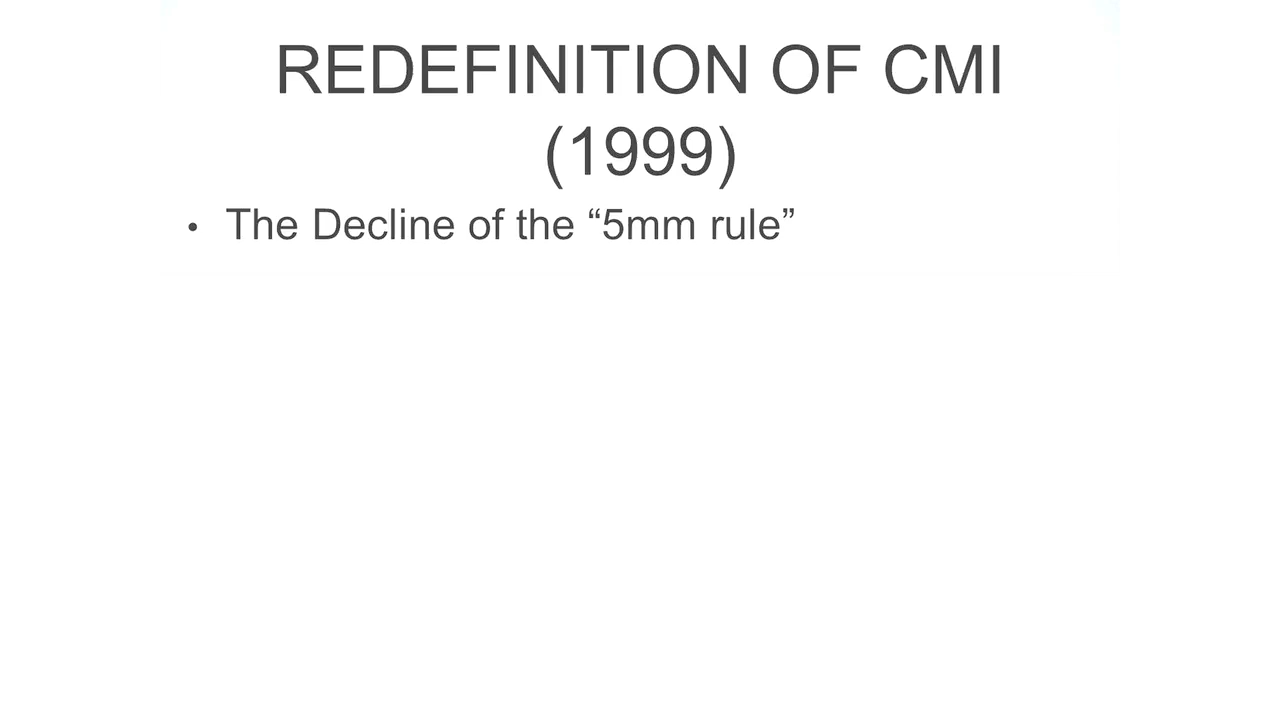 REDEFINITION OF CMI
(1999)
• The Decline of the “5mm rule”